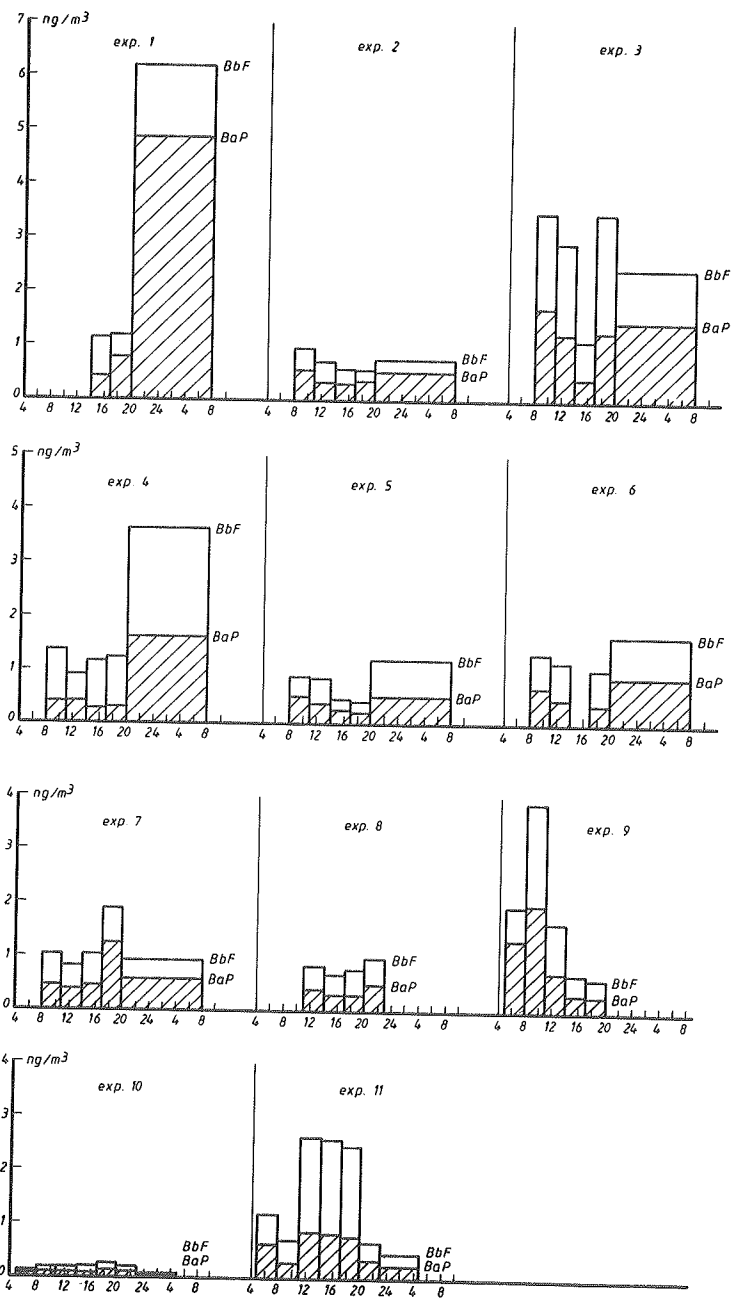 7 ng/m³
exp. 1
exp. 2
exp. 3
6
BbF
5
BaP
4
3
BbF
2
BaP
1
BbF
BaP
0
4 8 12 16 20 24 4 8
4 8 12 16 20 24 4 8
4 8 12 16 20 24 4 8
5 ng/m³
exp. 4
exp. 5
exp. 6
4
BbF
3
2
BaP
BbF
BbF
1
BaP
BaP
0
4 8 12 16 20 24 4 8
4 8 12 16 20 24 4 8
4 8 12 16 20 24 4 8
4 ng/m³
exp. 7
exp. 8
exp. 9
3
2
1
BbF
BbF
BbF
BaP
BaP
BaP
0
4 8 12 16 20 24 4 8
4 8 12 16 20 24 4 8
4 8 12 16 20 24 4 8
4 ng/m³
exp. 10
exp. 11
3
2
1
BbF
BbF
BaP
BaP
0
4 8 12 16 20 24 4 8
4 8 12 16 20 24 4 8